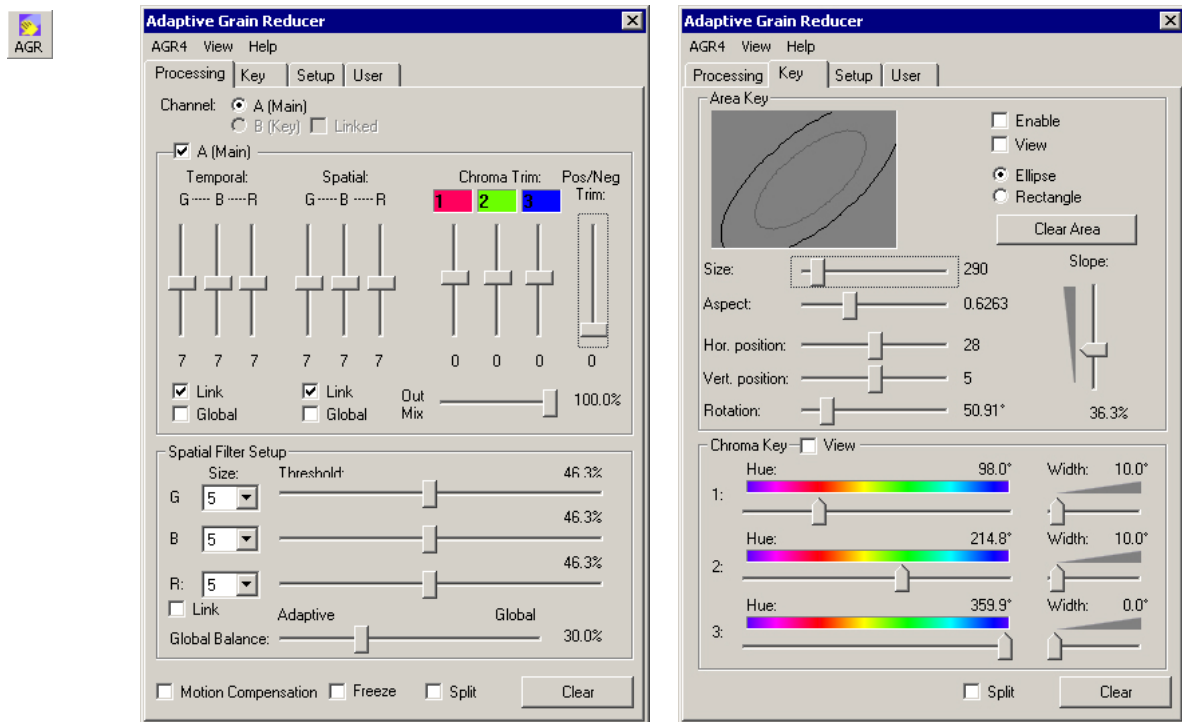 AGR
Adaptive Grain Reducer
AGR4 View Help
Processing Key Setup User
Channel: A (Main)
B (Key) Linked
A (Main)
Temporal: Spatial: Chroma Trim: Pos/Neg Trim:
G ---- B ---- R G ---- B ---- R 1 2 3
7 7 7 7 7 7 0 0 0 0
Link Link Out Mix 100.0%
Global Global
Spatial Filter Setup
Size: Threshold: 46.3%
G 5
46.3%
B 5
46.3%
R: 5
Link Adaptive Global
Global Balance: 30.0%
Motion Compensation Freeze Split Clear
Adaptive Grain Reducer
AGR4 View Help
Processing Key Setup User
Area Key
Enable
View
Ellipse
Rectangle
Clear Area
Size: 290 Slope:
Aspect: 0.6263
Hor. position: 28
Vert. position: 5
Rotation: 50.91° 36.3%
Chroma Key View
Hue: 98.0° Width: 10.0°
1:
Hue: 214.8° Width: 10.0°
2:
Hue: 359.9° Width: 0.0°
3:
Split Clear